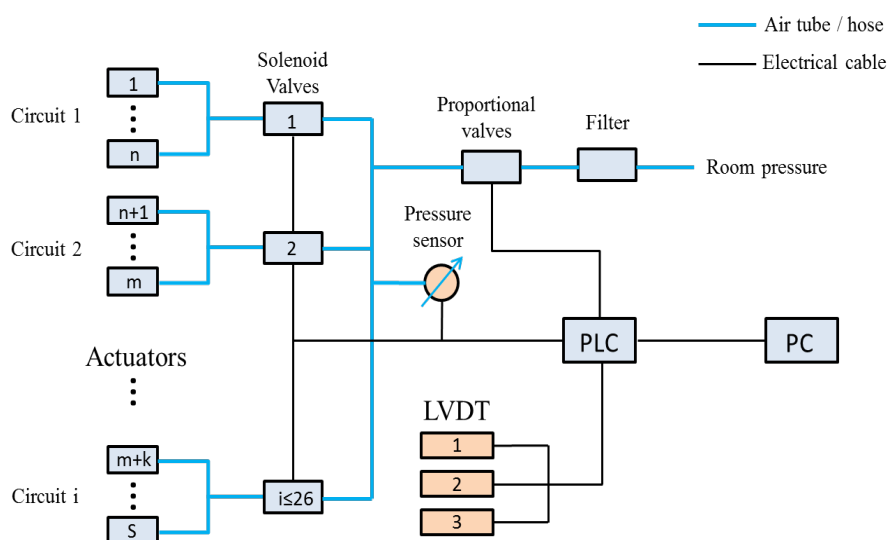 Air tube / hose
Electrical cable
Solenoid
Valves
Proportional
valves
Filter
Room pressure
Circuit 1
1
n
1
Circuit 2
n+1
m
2
Pressure
sensor
Actuators
PLC
PC
LVDT
1
2
3
Circuit i
m+k
S
i≤26